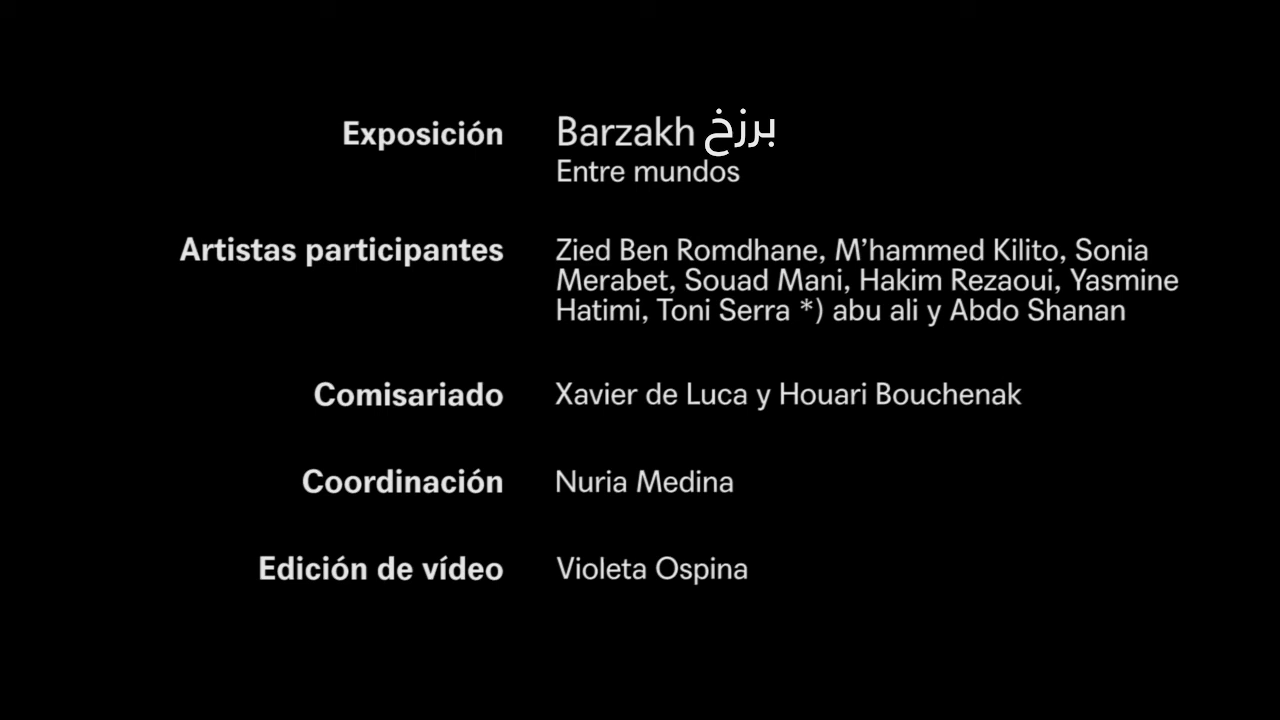 Exposición Barzakh برزخ
Entre mundos
Artistas participantes Zied Ben Romdhane, M’hammed Kilito, Sonia
Merabet, Souad Mani, Hakim Rezaoui, Yasmine
Hatimi, Toni Serra *) abu ali y Abdo Shanan
Comisariado Xavier de Luca y Houari Bouchenak
Coordinación Nuria Medina
Edición de vídeo Violeta Ospina